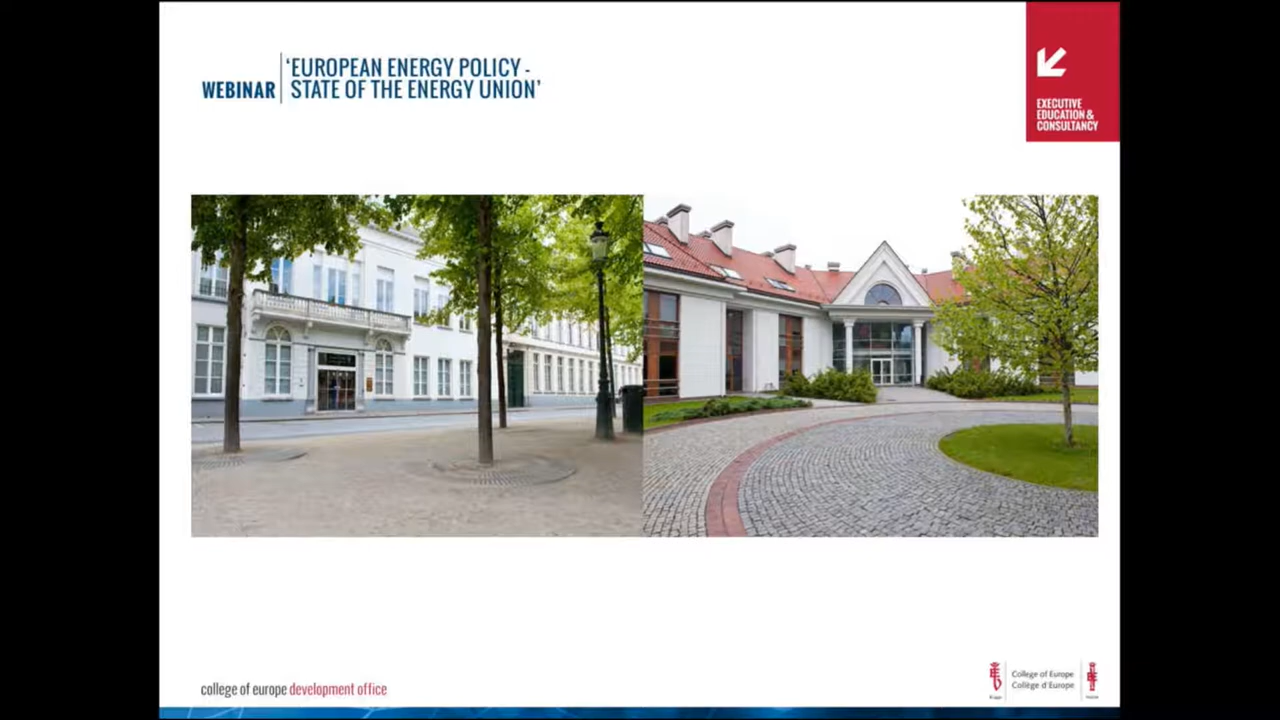 WEBINAR
‘EUROPEAN ENERGY POLICY -
STATE OF THE ENERGY UNION’
EXECUTIVE
EDUCATION &
CONSULTANCY
college of europe development office
College of Europe
Collège d'Europe